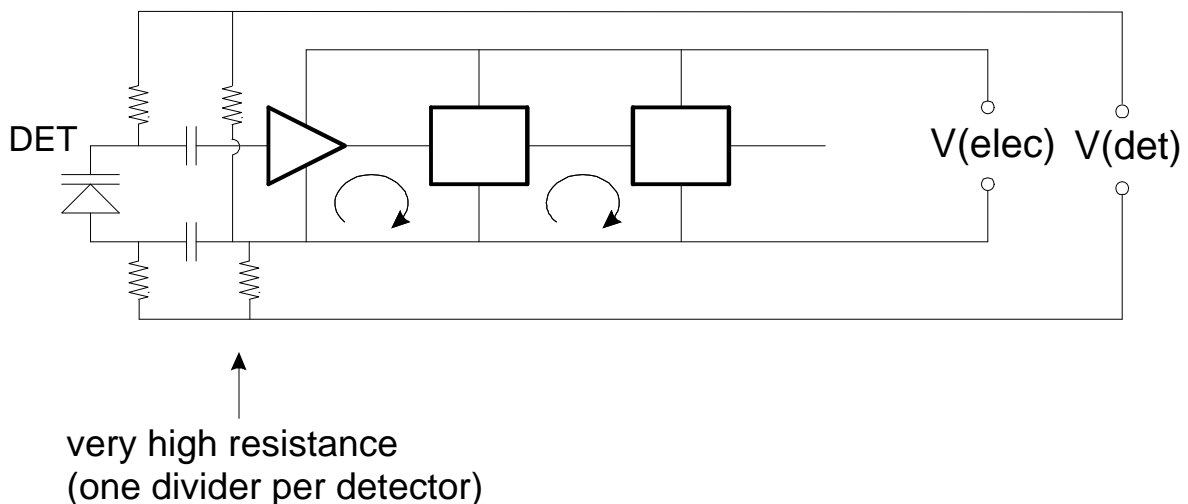 DET
V(elec) V(det)
very high resistance
(one divider per detector)